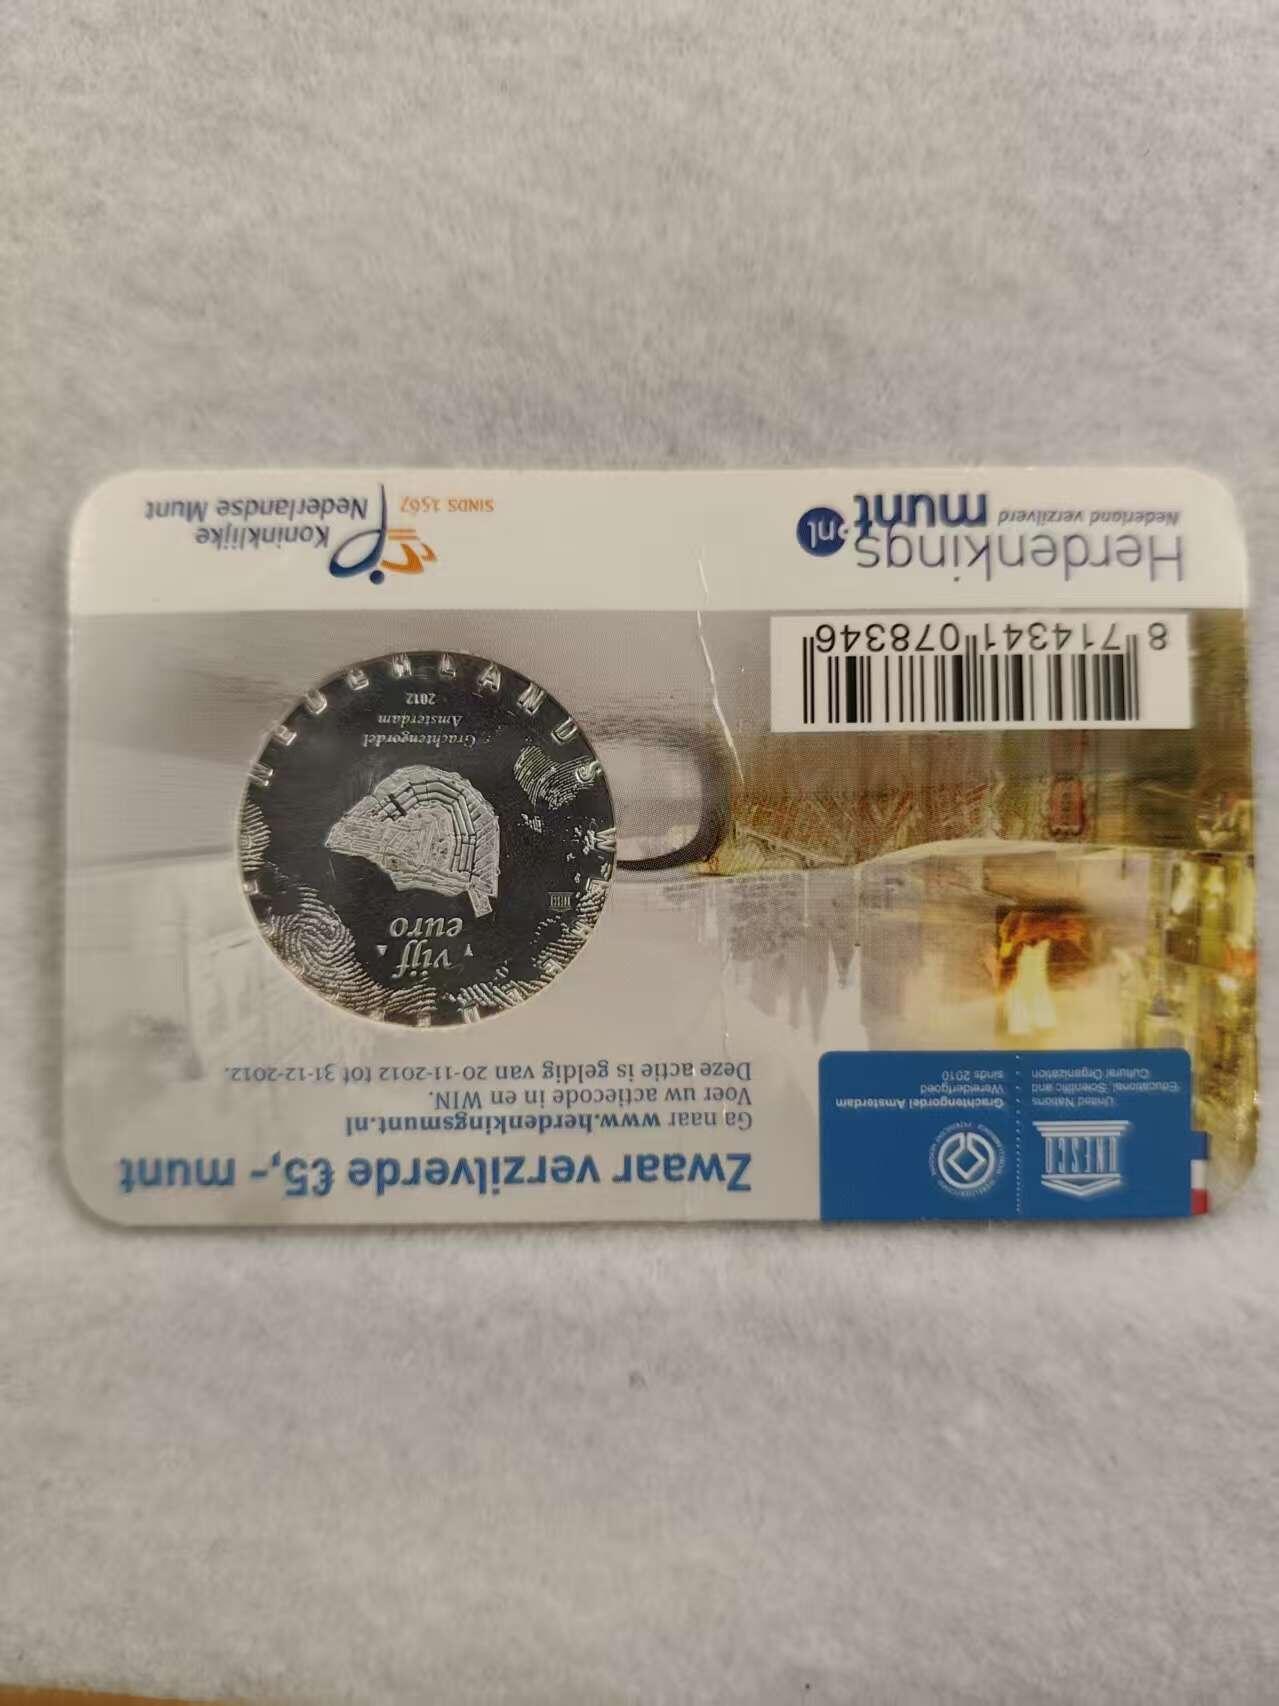 UNESCO
United Nations
Educational, Scientific and
Cultural Organization
Grachtengordel Amsterdam
Werelderfgoed
sinds 2010
Zwaar verzilverde €5,- munt
Ga naar www.herdenkingsmunt.nl
Voer uw actiecode in en WIN.
Deze actie is geldig van 20-11-2012 tot 31-12-2012.
vijf
euro
Grachtengordel
Amsterdam
2012
8 714341 078346
Herdenkings
munt.nl
Nederland verzilverd
Koninklijke
Nederlandse Munt
SINDS 1567